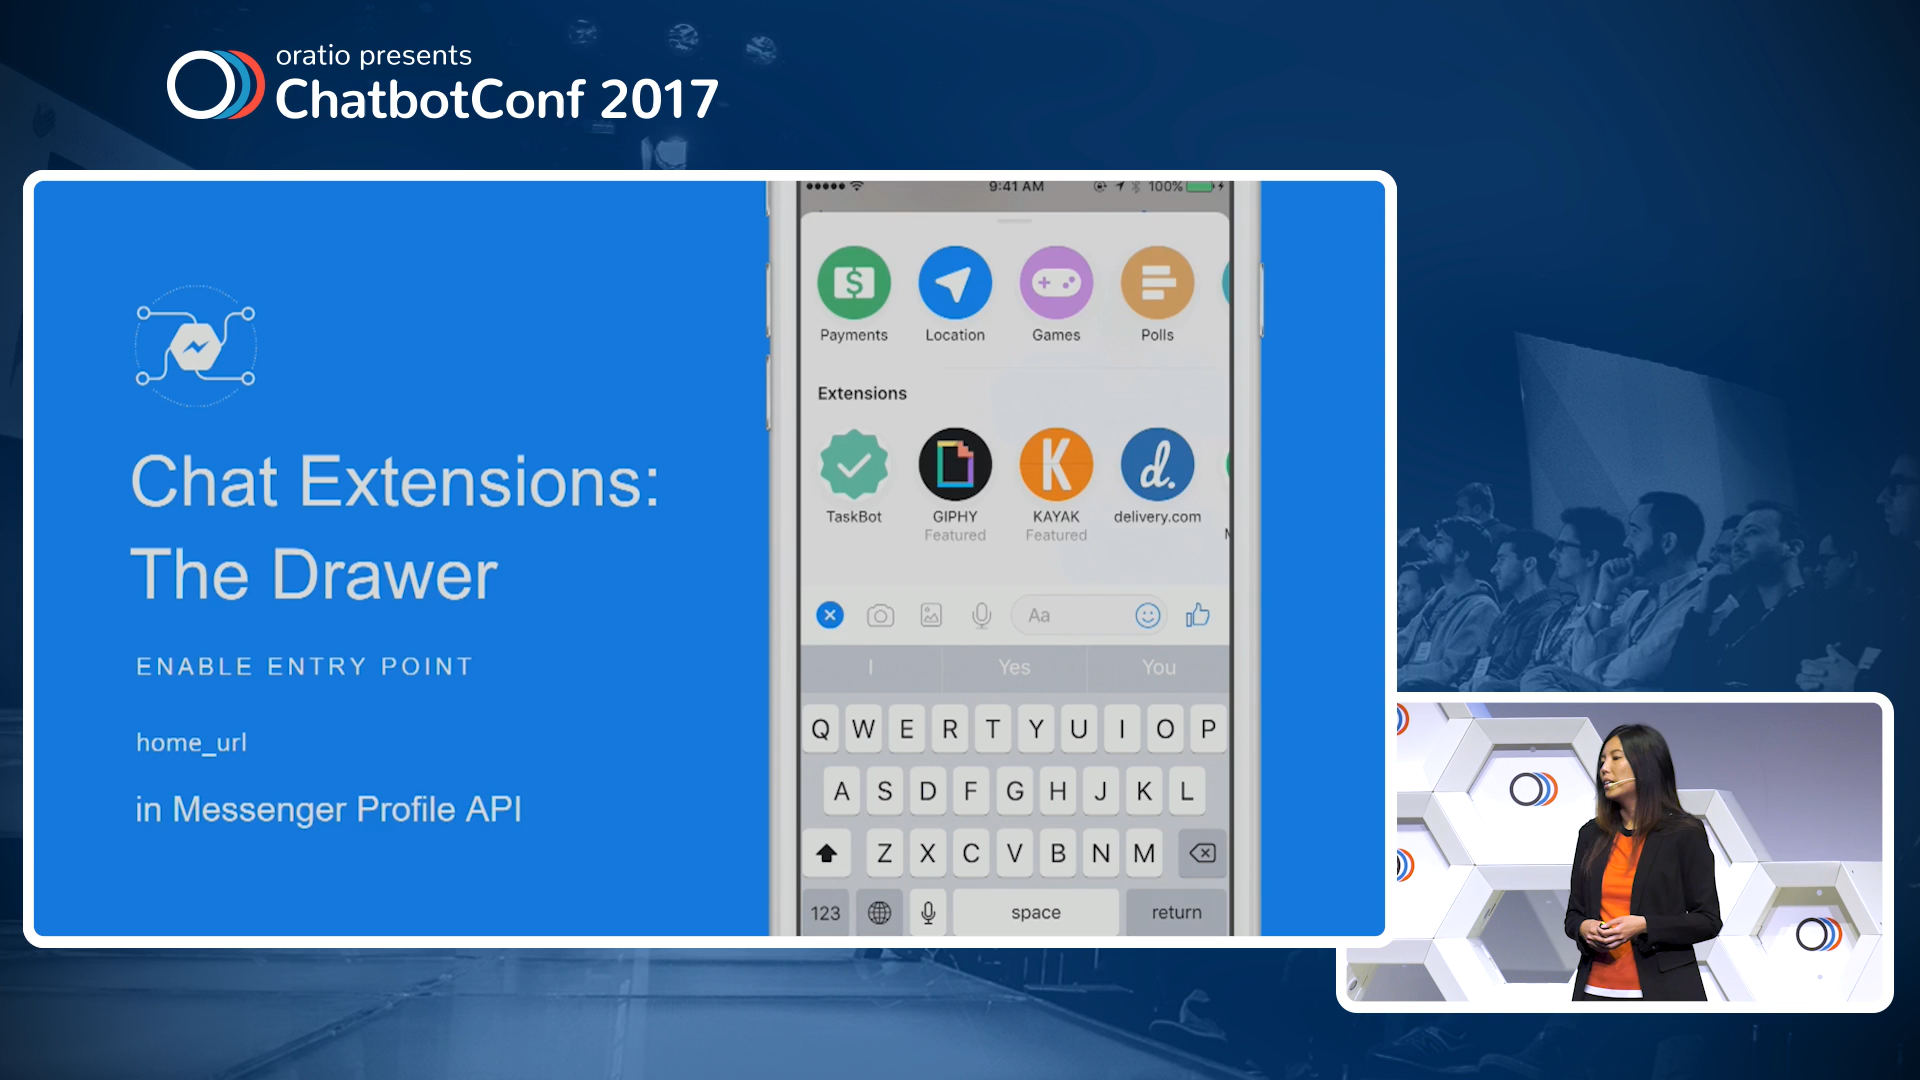 oratio presents
ChatbotConf 2017
Chat Extensions:
The Drawer
ENABLE ENTRY POINT
home_url
in Messenger Profile API
9:41 AM
100%
Payments
Location
Games
Polls
Extensions
TaskBot
GIPHY
KAYAK
delivery.com
Featured
Featured
Aa
I
Yes
You
Q W E R T Y U I O P
A S D F G H J K L
Z X C V B N M
123
space
return